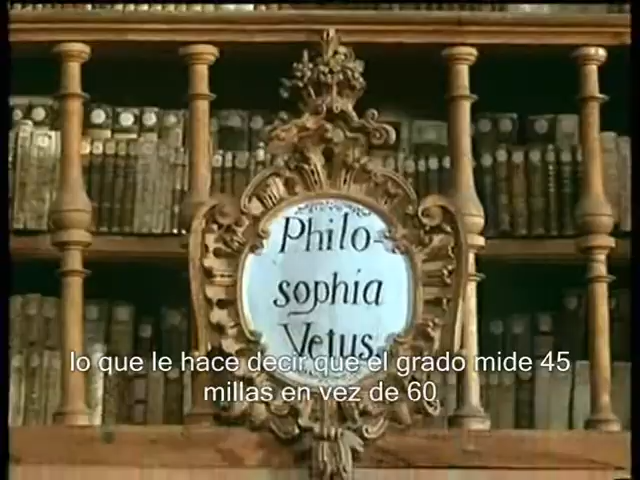 Philo-
sophia
Vetus.
lo que le hace decir que el grado mide 45
millas en vez de 60